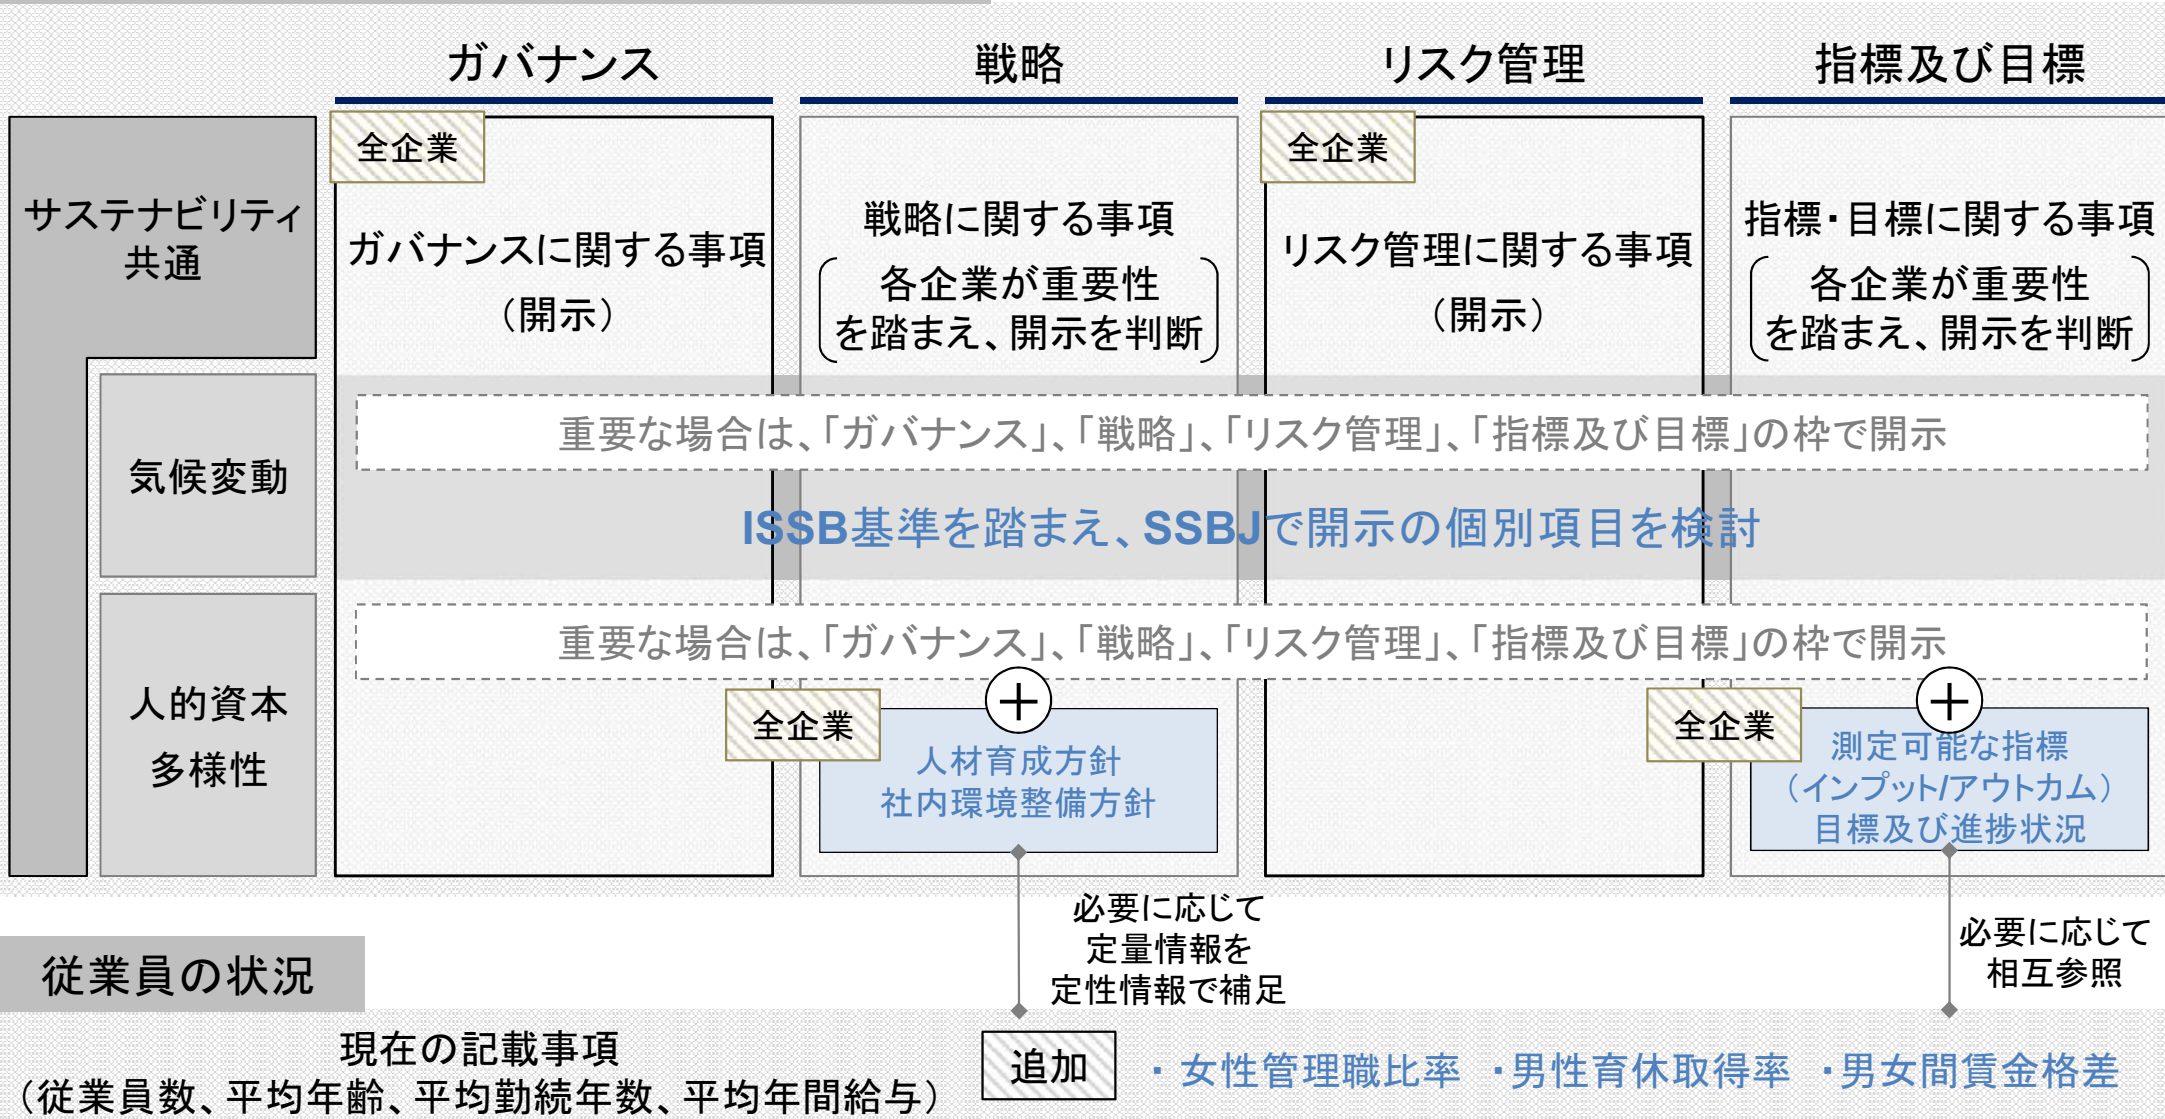 ガバナンス
戦略
リスク管理
指標及び目標
サステナビリティ
共通
全企業
ガバナンスに関する事項
（開示）
戦略に関する事項
各企業が重要性
を踏まえ、開示を判断
全企業
リスク管理に関する事項
（開示）
指標・目標に関する事項
各企業が重要性
を踏まえ、開示を判断
気候変動
重要な場合は、「ガバナンス」、「戦略」、「リスク管理」、「指標及び目標」の枠で開示
ISSB基準を踏まえ、SSBJで開示の個別項目を検討
人的資本
多様性
重要な場合は、「ガバナンス」、「戦略」、「リスク管理」、「指標及び目標」の枠で開示
全企業
＋
人材育成方針
社内環境整備方針
全企業
＋
測定可能な指標
（インプット/アウトカム）
目標及び進捗状況
必要に応じて
定量情報を
定性情報で補足
必要に応じて
相互参照
従業員の状況
現在の記載事項
（従業員数、平均年齢、平均勤続年数、平均年間給与）
追加
・女性管理職比率 ・男性育休取得率 ・男女間賃金格差